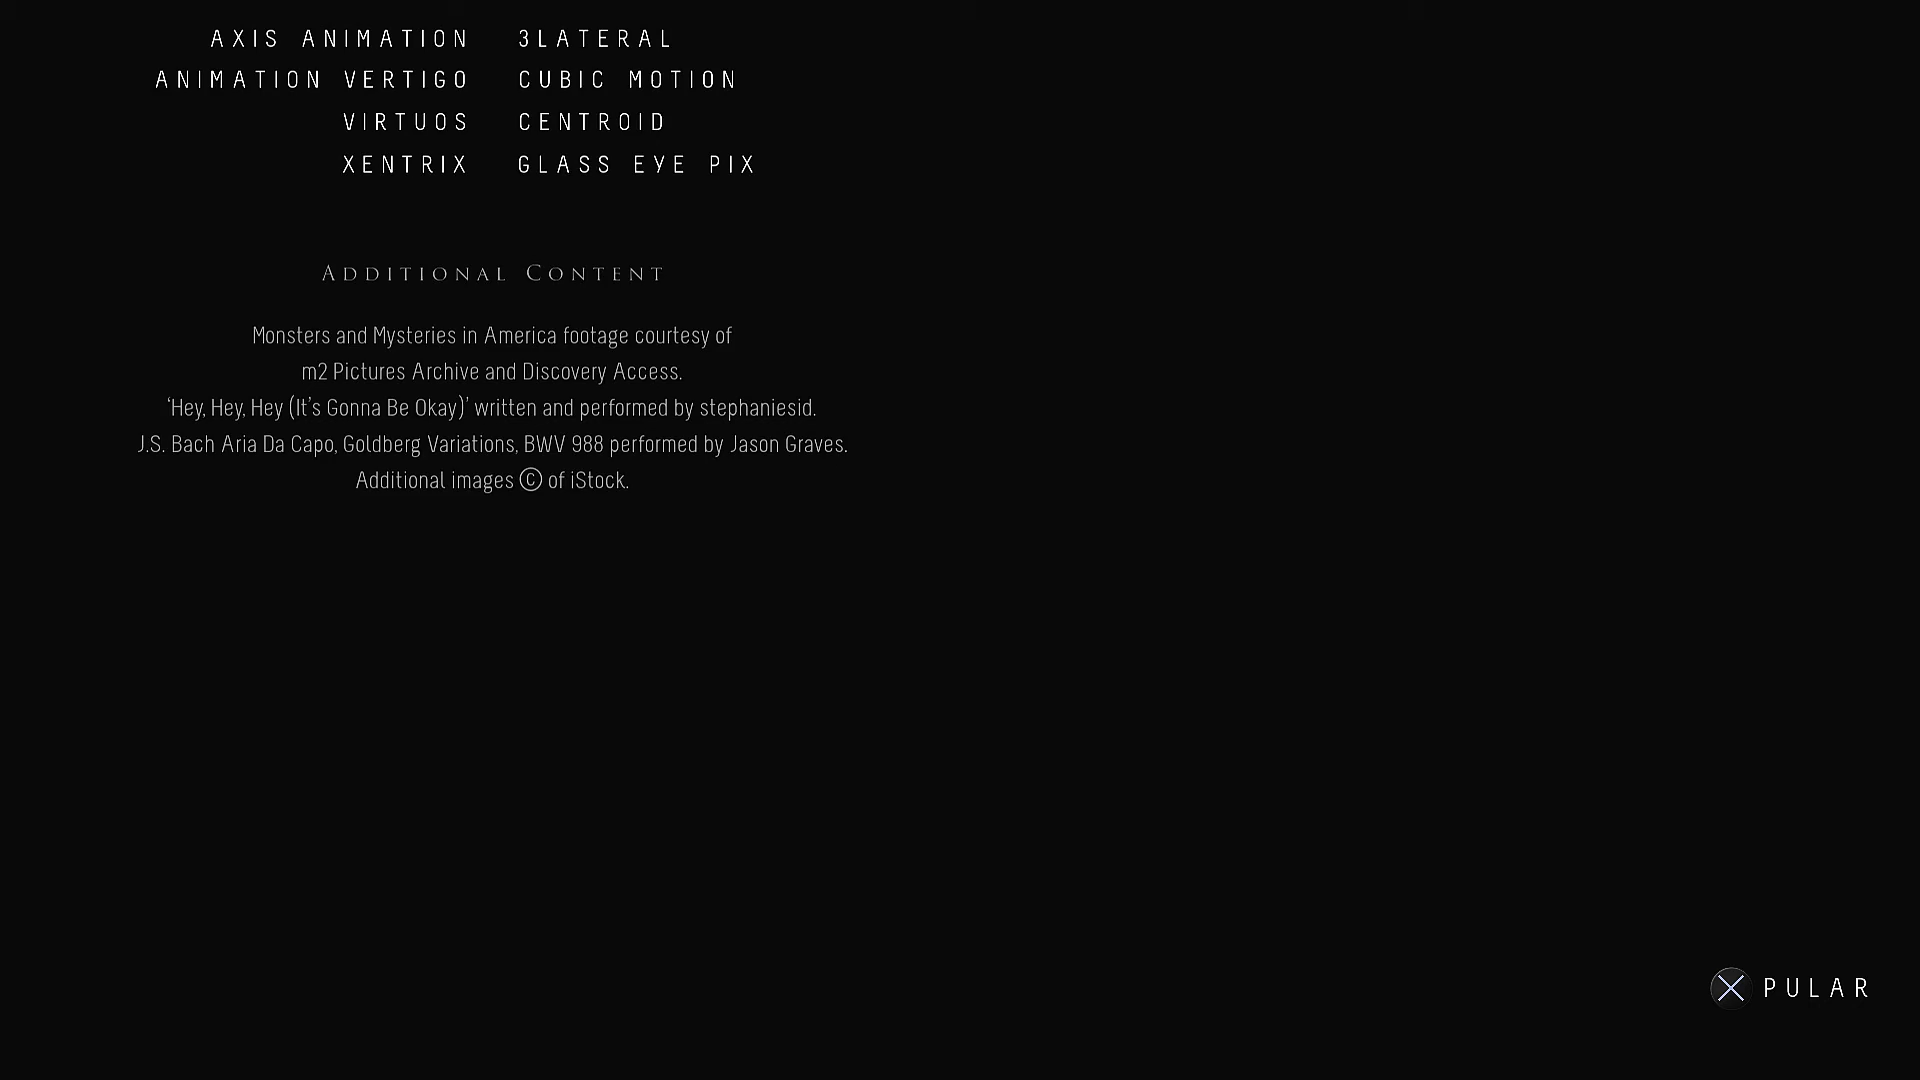 AXIS ANIMATION 3LATERAL
ANIMATION VERTIGO CUBIC MOTION
VIRTUOS CENTROID
XENTRIX GLASS EYE PIX
Additional Content
Monsters and Mysteries in America footage courtesy of
m2 Pictures Archive and Discovery Access.
‘Hey, Hey, Hey (It’s Gonna Be Okay)’ written and performed by stephaniesid.
J.S. Bach Aria Da Capo, Goldberg Variations, BWV 988 performed by Jason Graves.
Additional images © of iStock.
PULAR